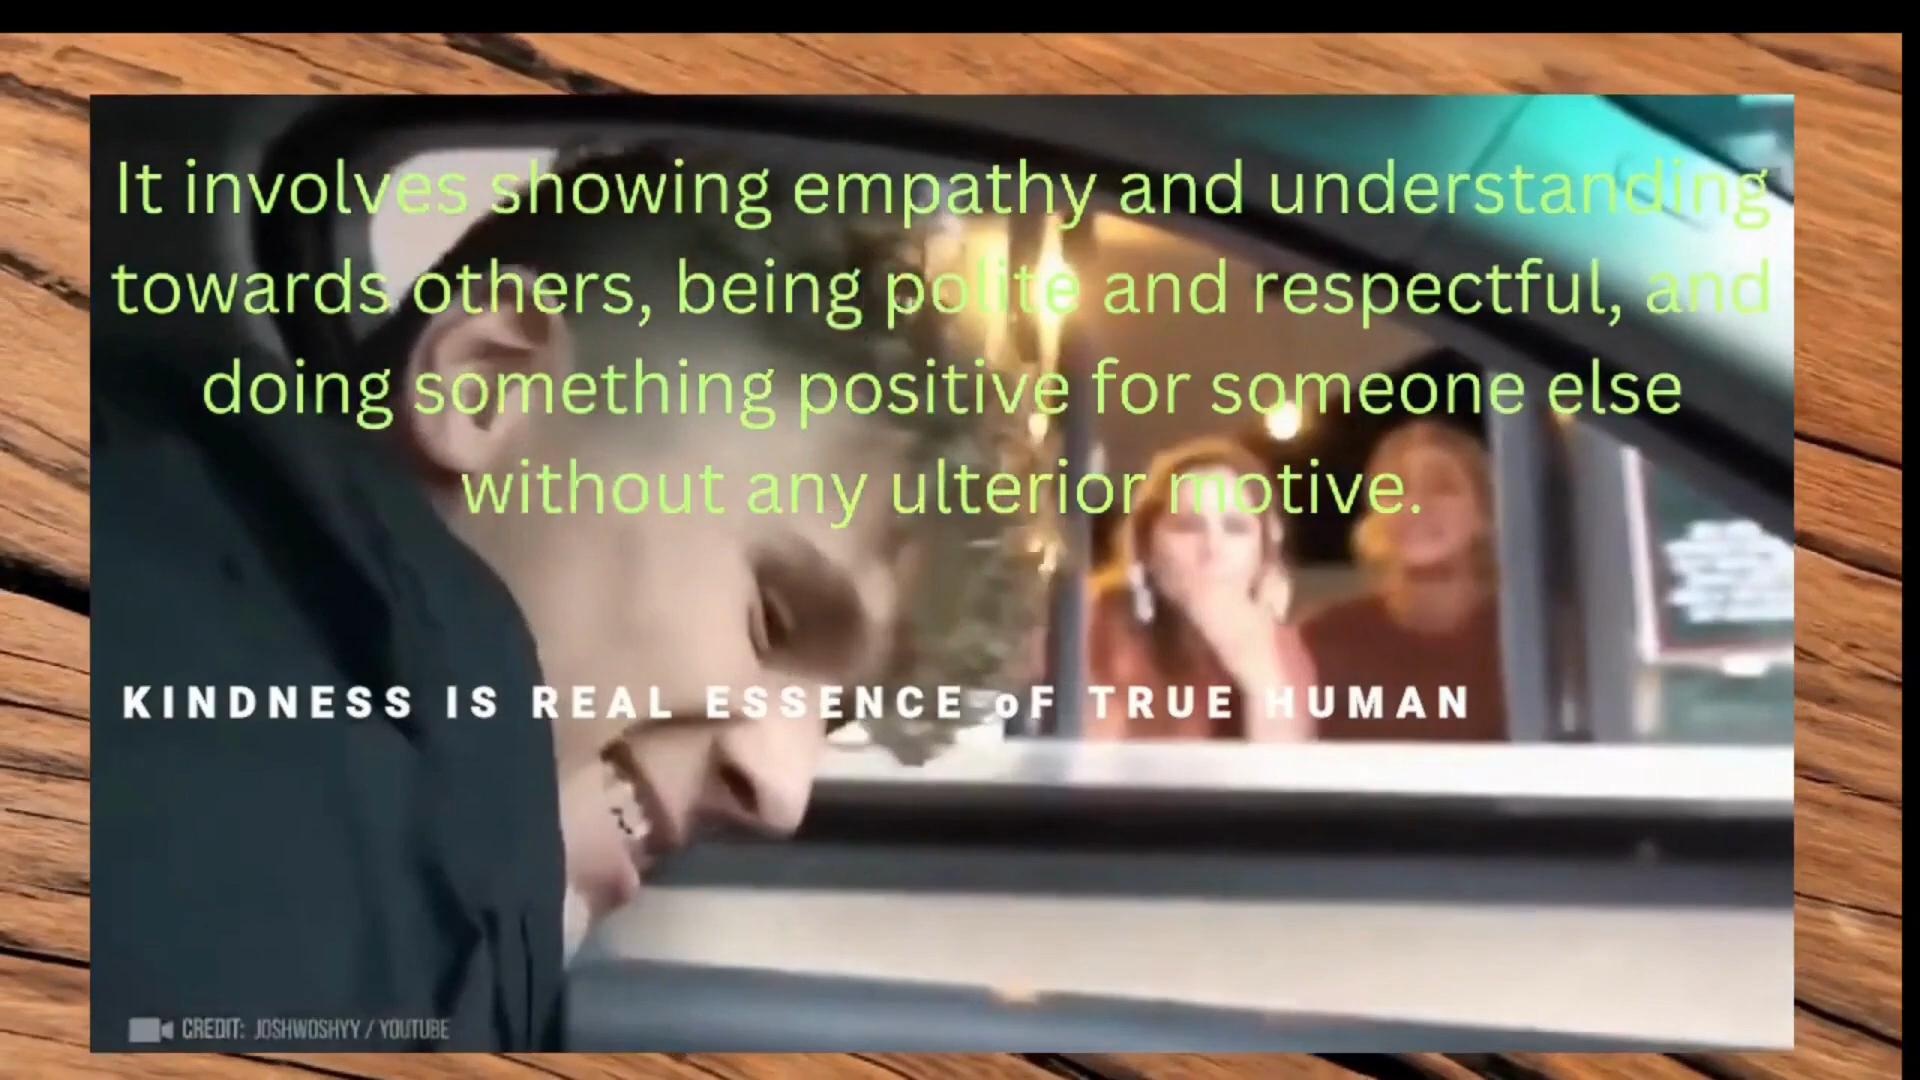 It involves showing empathy and understanding
towards others, being polite and respectful, and
doing something positive for someone else
without any ulterior motive.
KINDNESS IS REAL ESSENCE oF TRUE HUMAN
CREDIT: JOSHWOSHYY / YOUTUBE